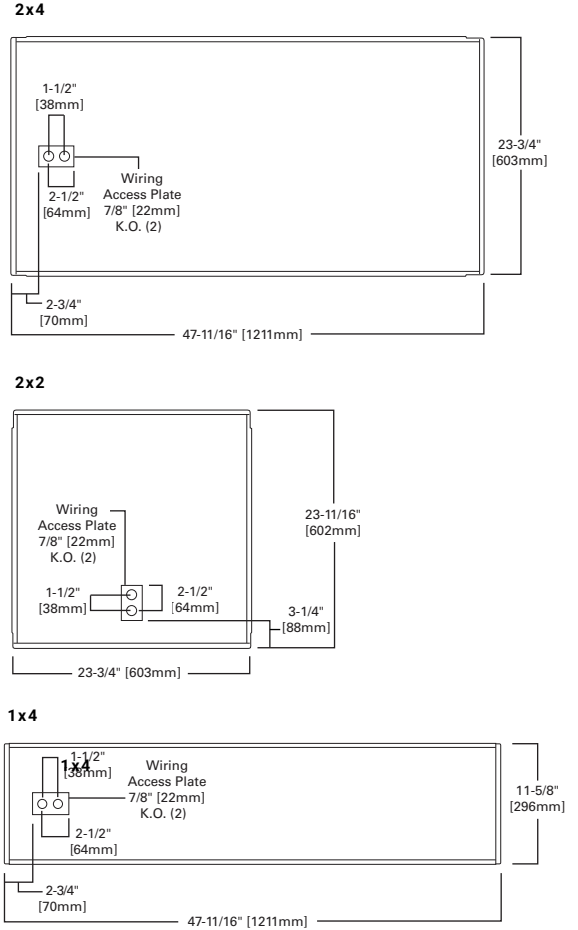 2x4
1-1/2"
[38mm]
23-3/4"
[603mm]
Wiring
Access Plate
7/8" [22mm]
K.O. (2)
2-1/2"
[64mm]
2-3/4"
[70mm]
47-11/16" [1211mm]
2x2
23-11/16"
[602mm]
Wiring
Access Plate
7/8" [22mm]
K.O. (2)
1-1/2"
[38mm]
2-1/2"
[64mm]
3-1/4"
[88mm]
23-3/4" [603mm]
1x4
1-1/2"
[38mm]
1x4
Wiring
Access Plate
7/8" [22mm]
K.O. (2)
11-5/8"
[296mm]
2-1/2"
[64mm]
2-3/4"
[70mm]
47-11/16" [1211mm]